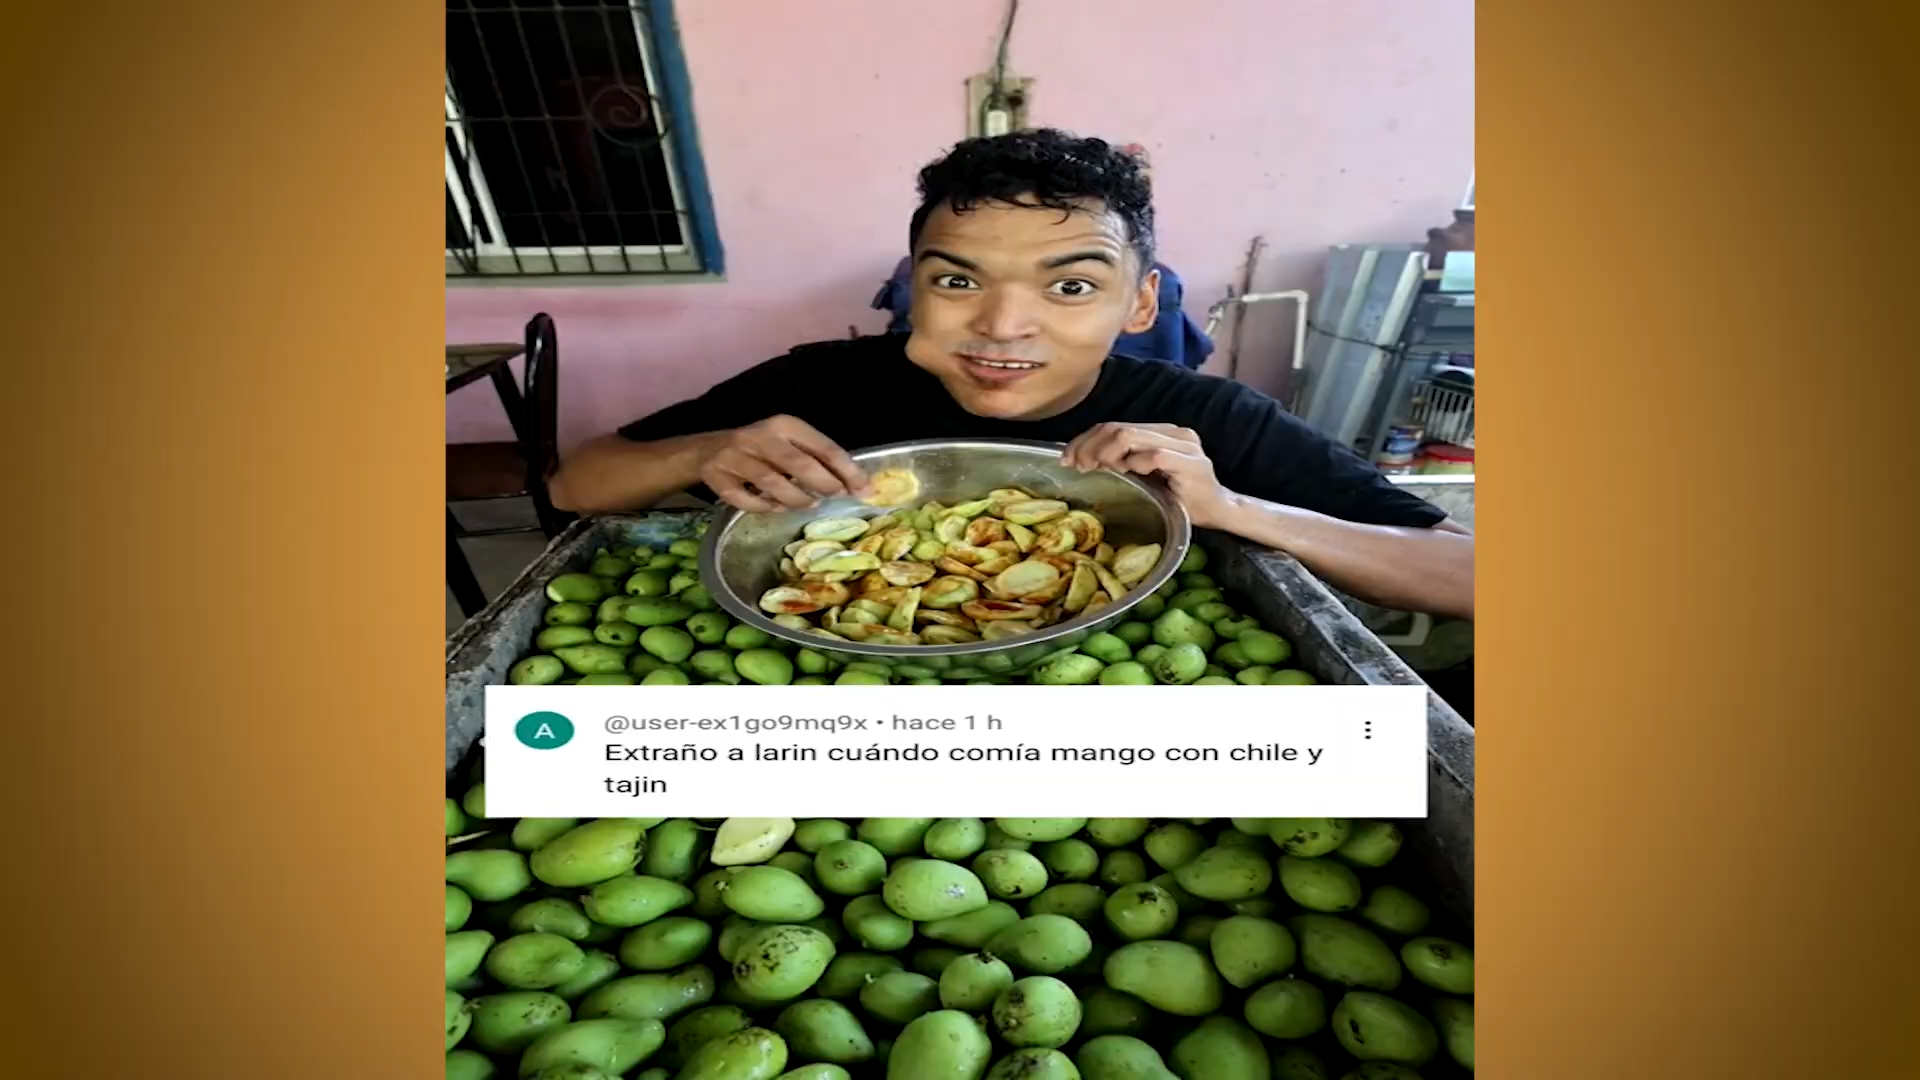 A
@user-ex1go9mq9x • hace 1 h
Extraño a larin cuándo comía mango con chile y
tajin